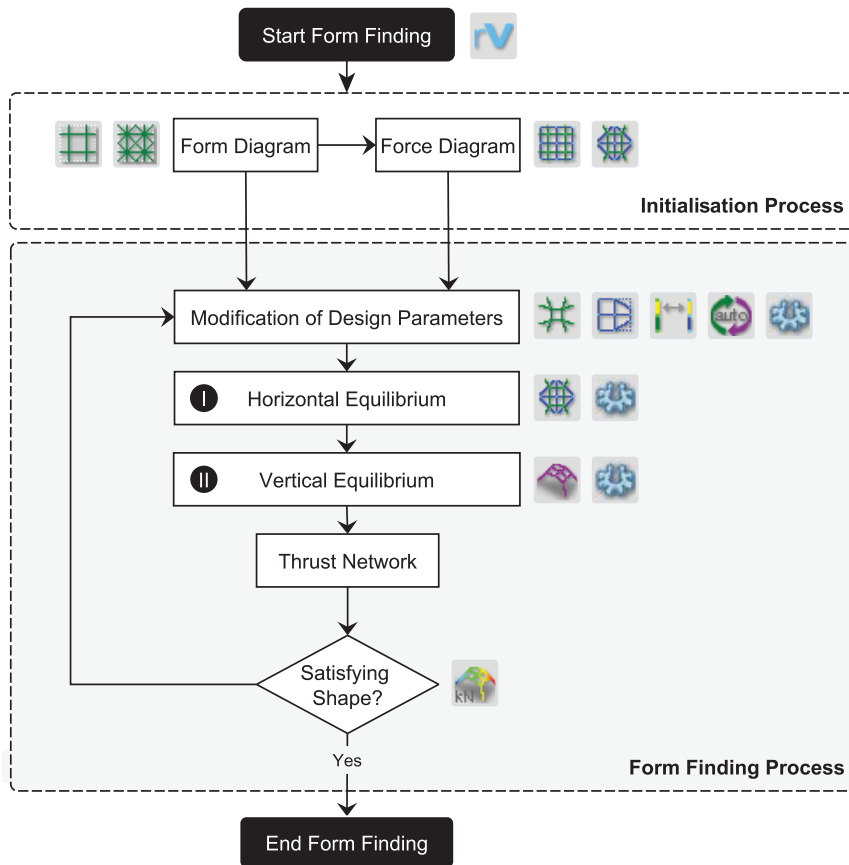 Start Form Finding
rV
Form Diagram
Force Diagram
Initialisation Process
Modification of Design Parameters
auto
I
Horizontal Equilibrium
II
Vertical Equilibrium
Thrust Network
Satisfying
Shape?
kN
Yes
Form Finding Process
End Form Finding